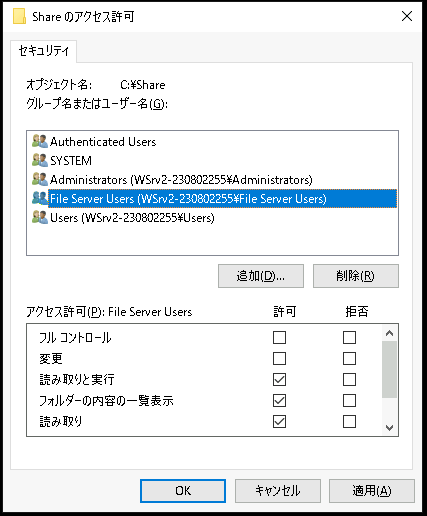 Share のアクセス許可
セキュリティ
オブジェクト名: C:¥Share
グループ名またはユーザー名(G):
Authenticated Users
SYSTEM
Administrators (WSrv2-230802255¥Administrators)
File Server Users (WSrv2-230802255¥File Server Users)
Users (WSrv2-230802255¥Users)
追加(D)... 削除(R)
アクセス許可(P): File Server Users 許可 拒否
フル コントロール
変更
読み取りと実行
フォルダーの内容の一覧表示
読み取り
OK キャンセル 適用(A)